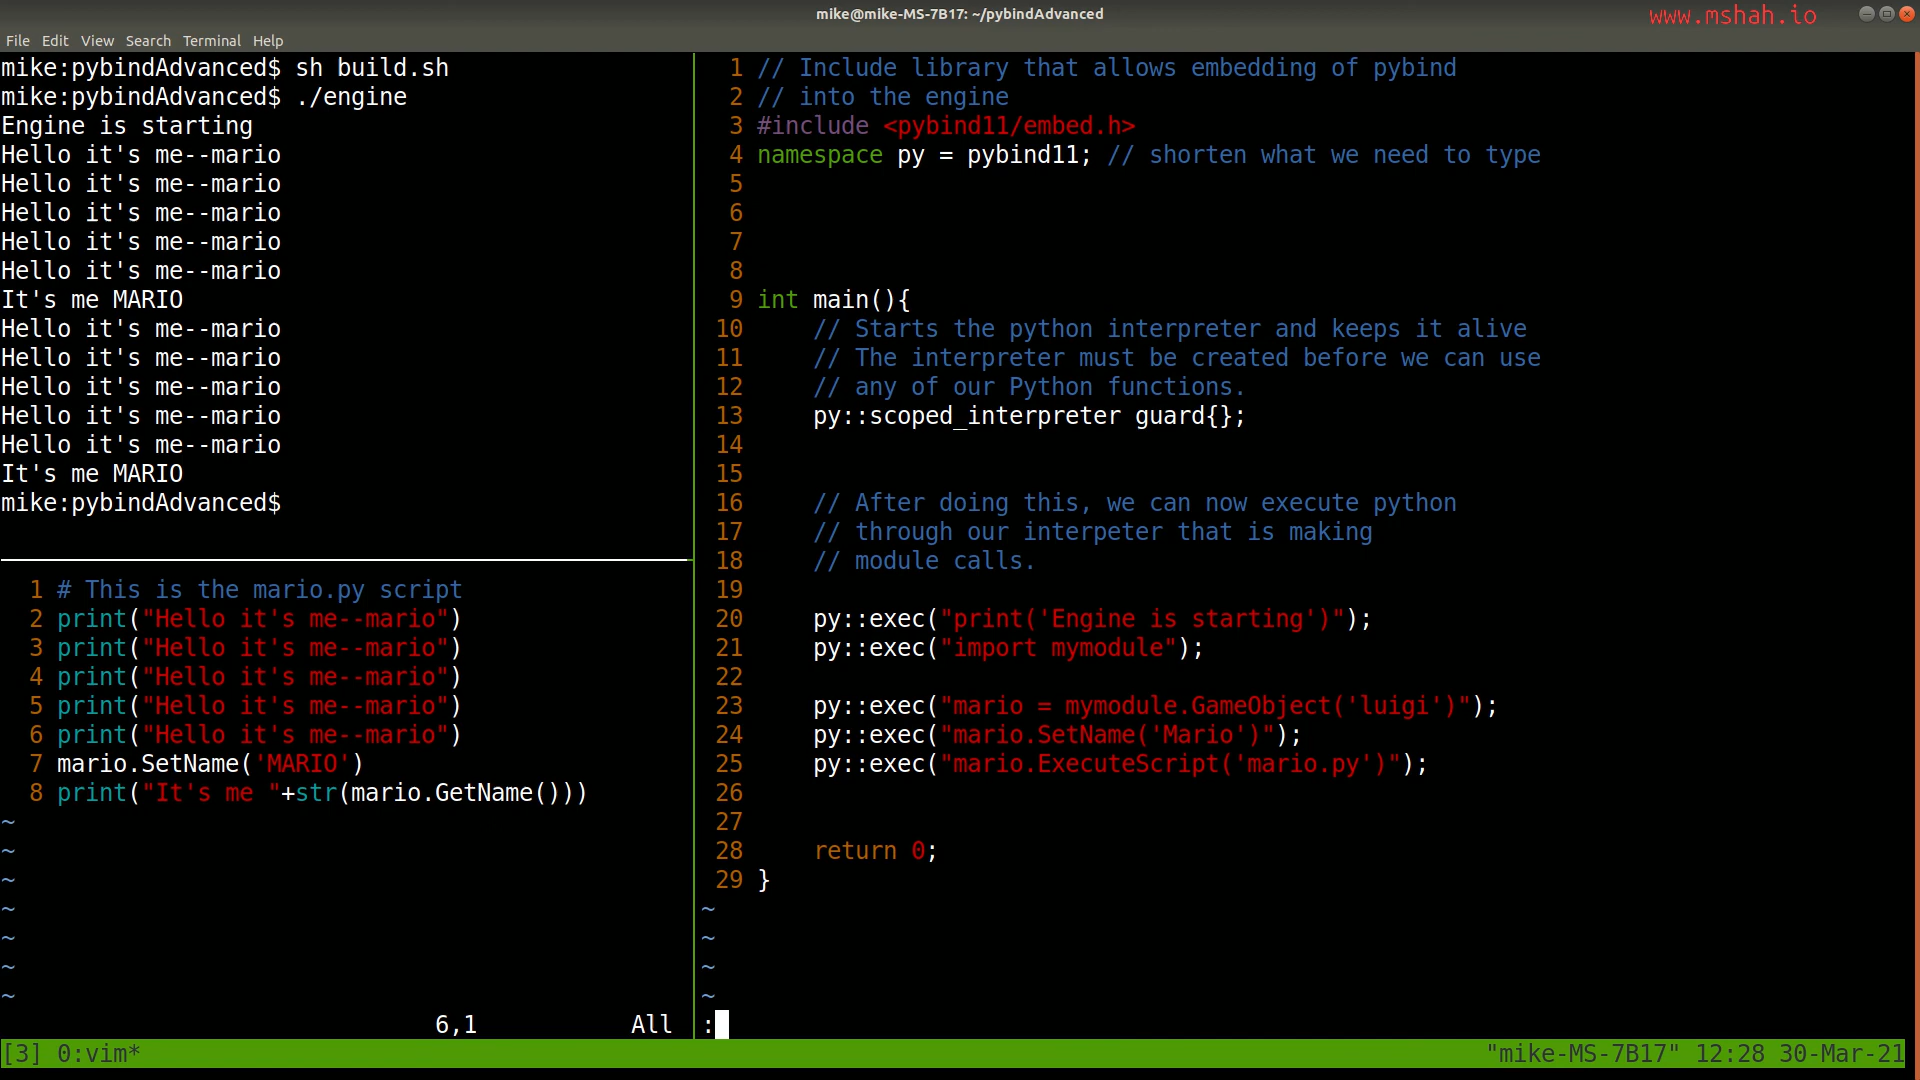 mike@mike-MS-7B17: ~/pybindAdvanced
www.mshah.io
File Edit View Search Terminal Help
mike:pybindAdvanced$ sh build.sh
mike:pybindAdvanced$ ./engine
Engine is starting
Hello it's me--mario
Hello it's me--mario
Hello it's me--mario
Hello it's me--mario
Hello it's me--mario
It's me MARIO
Hello it's me--mario
Hello it's me--mario
Hello it's me--mario
Hello it's me--mario
Hello it's me--mario
It's me MARIO
mike:pybindAdvanced$
1 # This is the mario.py script
2 print("Hello it's me--mario")
3 print("Hello it's me--mario")
4 print("Hello it's me--mario")
5 print("Hello it's me--mario")
6 print("Hello it's me--mario")
7 mario.SetName('MARIO')
8 print("It's me "+str(mario.GetName()))
~
~
~
~
~
~
~
6,1 All
1 // Include library that allows embedding of pybind
2 // into the engine
3 #include <pybind11/embed.h>
4 namespace py = pybind11; // shorten what we need to type
5
6
7
8
9 int main(){
10     // Starts the python interpreter and keeps it alive
11     // The interpreter must be created before we can use
12     // any of our Python functions.
13     py::scoped_interpreter guard{};
14
15
16     // After doing this, we can now execute python
17     // through our interpeter that is making
18     // module calls.
19
20     py::exec("print('Engine is starting')");
21     py::exec("import mymodule");
22
23     py::exec("mario = mymodule.GameObject('luigi')");
24     py::exec("mario.SetName('Mario')");
25     py::exec("mario.ExecuteScript('mario.py')");
26
27
28     return 0;
29 }
~
~
~
~
:
[3] 0:vim* "mike-MS-7B17" 12:28 30-Mar-21